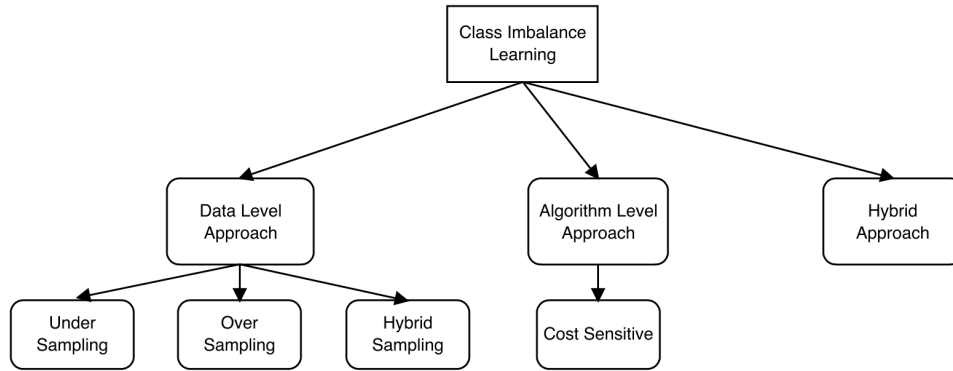 Class Imbalance
Learning
Data Level
Approach
Algorithm Level
Approach
Hybrid
Approach
Under
Sampling
Over
Sampling
Hybrid
Sampling
Cost Sensitive